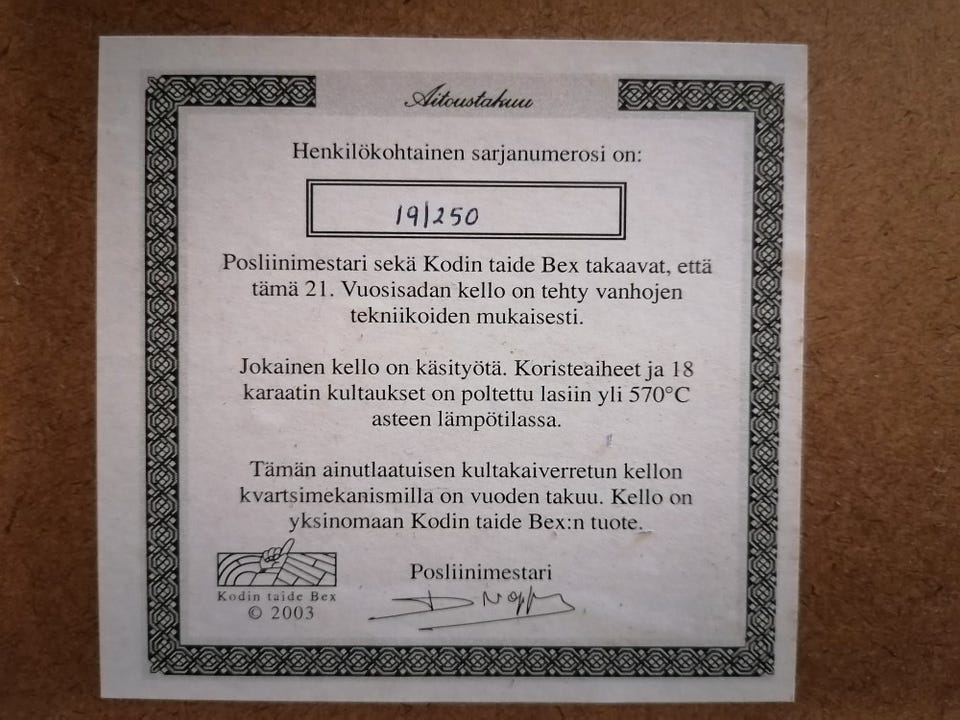 Aitoustakuu
Henkilökohtainen sarjanumerosi on:
19/250
Posliinimestari sekä Kodin taide Bex takaavat, että
tämä 21. Vuosisadan kello on tehty vanhojen
tekniikoiden mukaisesti.
Jokainen kello on käsityötä. Koristeaiheet ja 18
karaatin kultaukset on poltettu lasiin yli 570°C
asteen lämpötilassa.
Tämän ainutlaatuisen kultakaiverretun kellon
kvartsimekanismilla on vuoden takuu. Kello on
yksinomaan Kodin taide Bex:n tuote.
Posliinimestari
Kodin taide Bex
© 2003